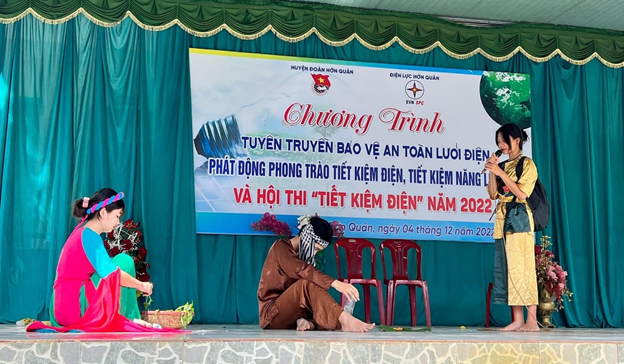 HUYỆN ĐOÀN HỚN QUẢN
ĐIỆN LỰC HỚN QUẢN
EVN SPC
Chương Trình
TUYÊN TRUYỀN BẢO VỆ AN TOÀN LƯỚI ĐIỆN
PHÁT ĐỘNG PHONG TRÀO TIẾT KIỆM ĐIỆN, TIẾT KIỆM NĂNG
VÀ HỘI THI “TIẾT KIỆM ĐIỆN” NĂM 2022
Quản, ngày 04 tháng 12 năm 2022